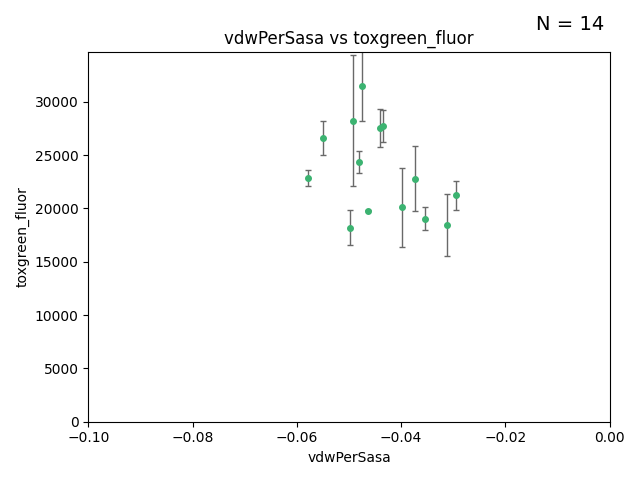 N = 14
vdwPerSasa vs toxgreen_fluor
30000
25000
20000
15000
10000
5000
0
toxgreen_fluor
−0.10 −0.08 −0.06 −0.04 −0.02 0.00
vdwPerSasa